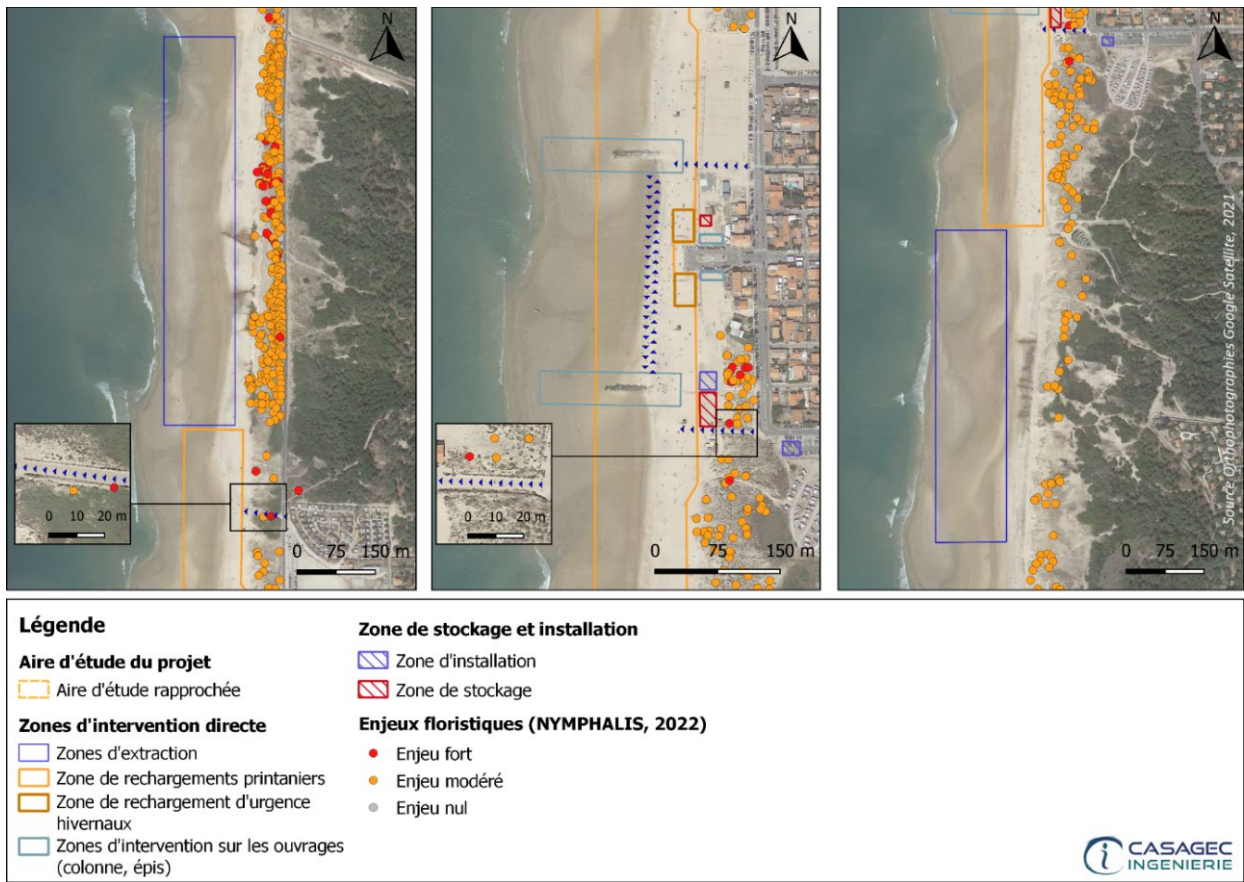 N
N
N
0 10 20 m
0 75 150 m
0 10 20 m
0 75 150 m
0 75 150 m
Source Orthophotographies Google Satellite, 2021
Légende
Aire d'étude du projet
Aire d'étude rapprochée
Zones d'intervention directe
Zones d'extraction
Zone de rechargements printaniers
Zone de rechargement d'urgence
hivernaux
Zones d'intervention sur les ouvrages
(colonne, épis)
Zone de stockage et installation
Zone d'installation
Zone de stockage
Enjeux floristiques (NYMPHALIS, 2022)
Enjeu fort
Enjeu modéré
Enjeu nul
CASAGEC
INGENIERIE